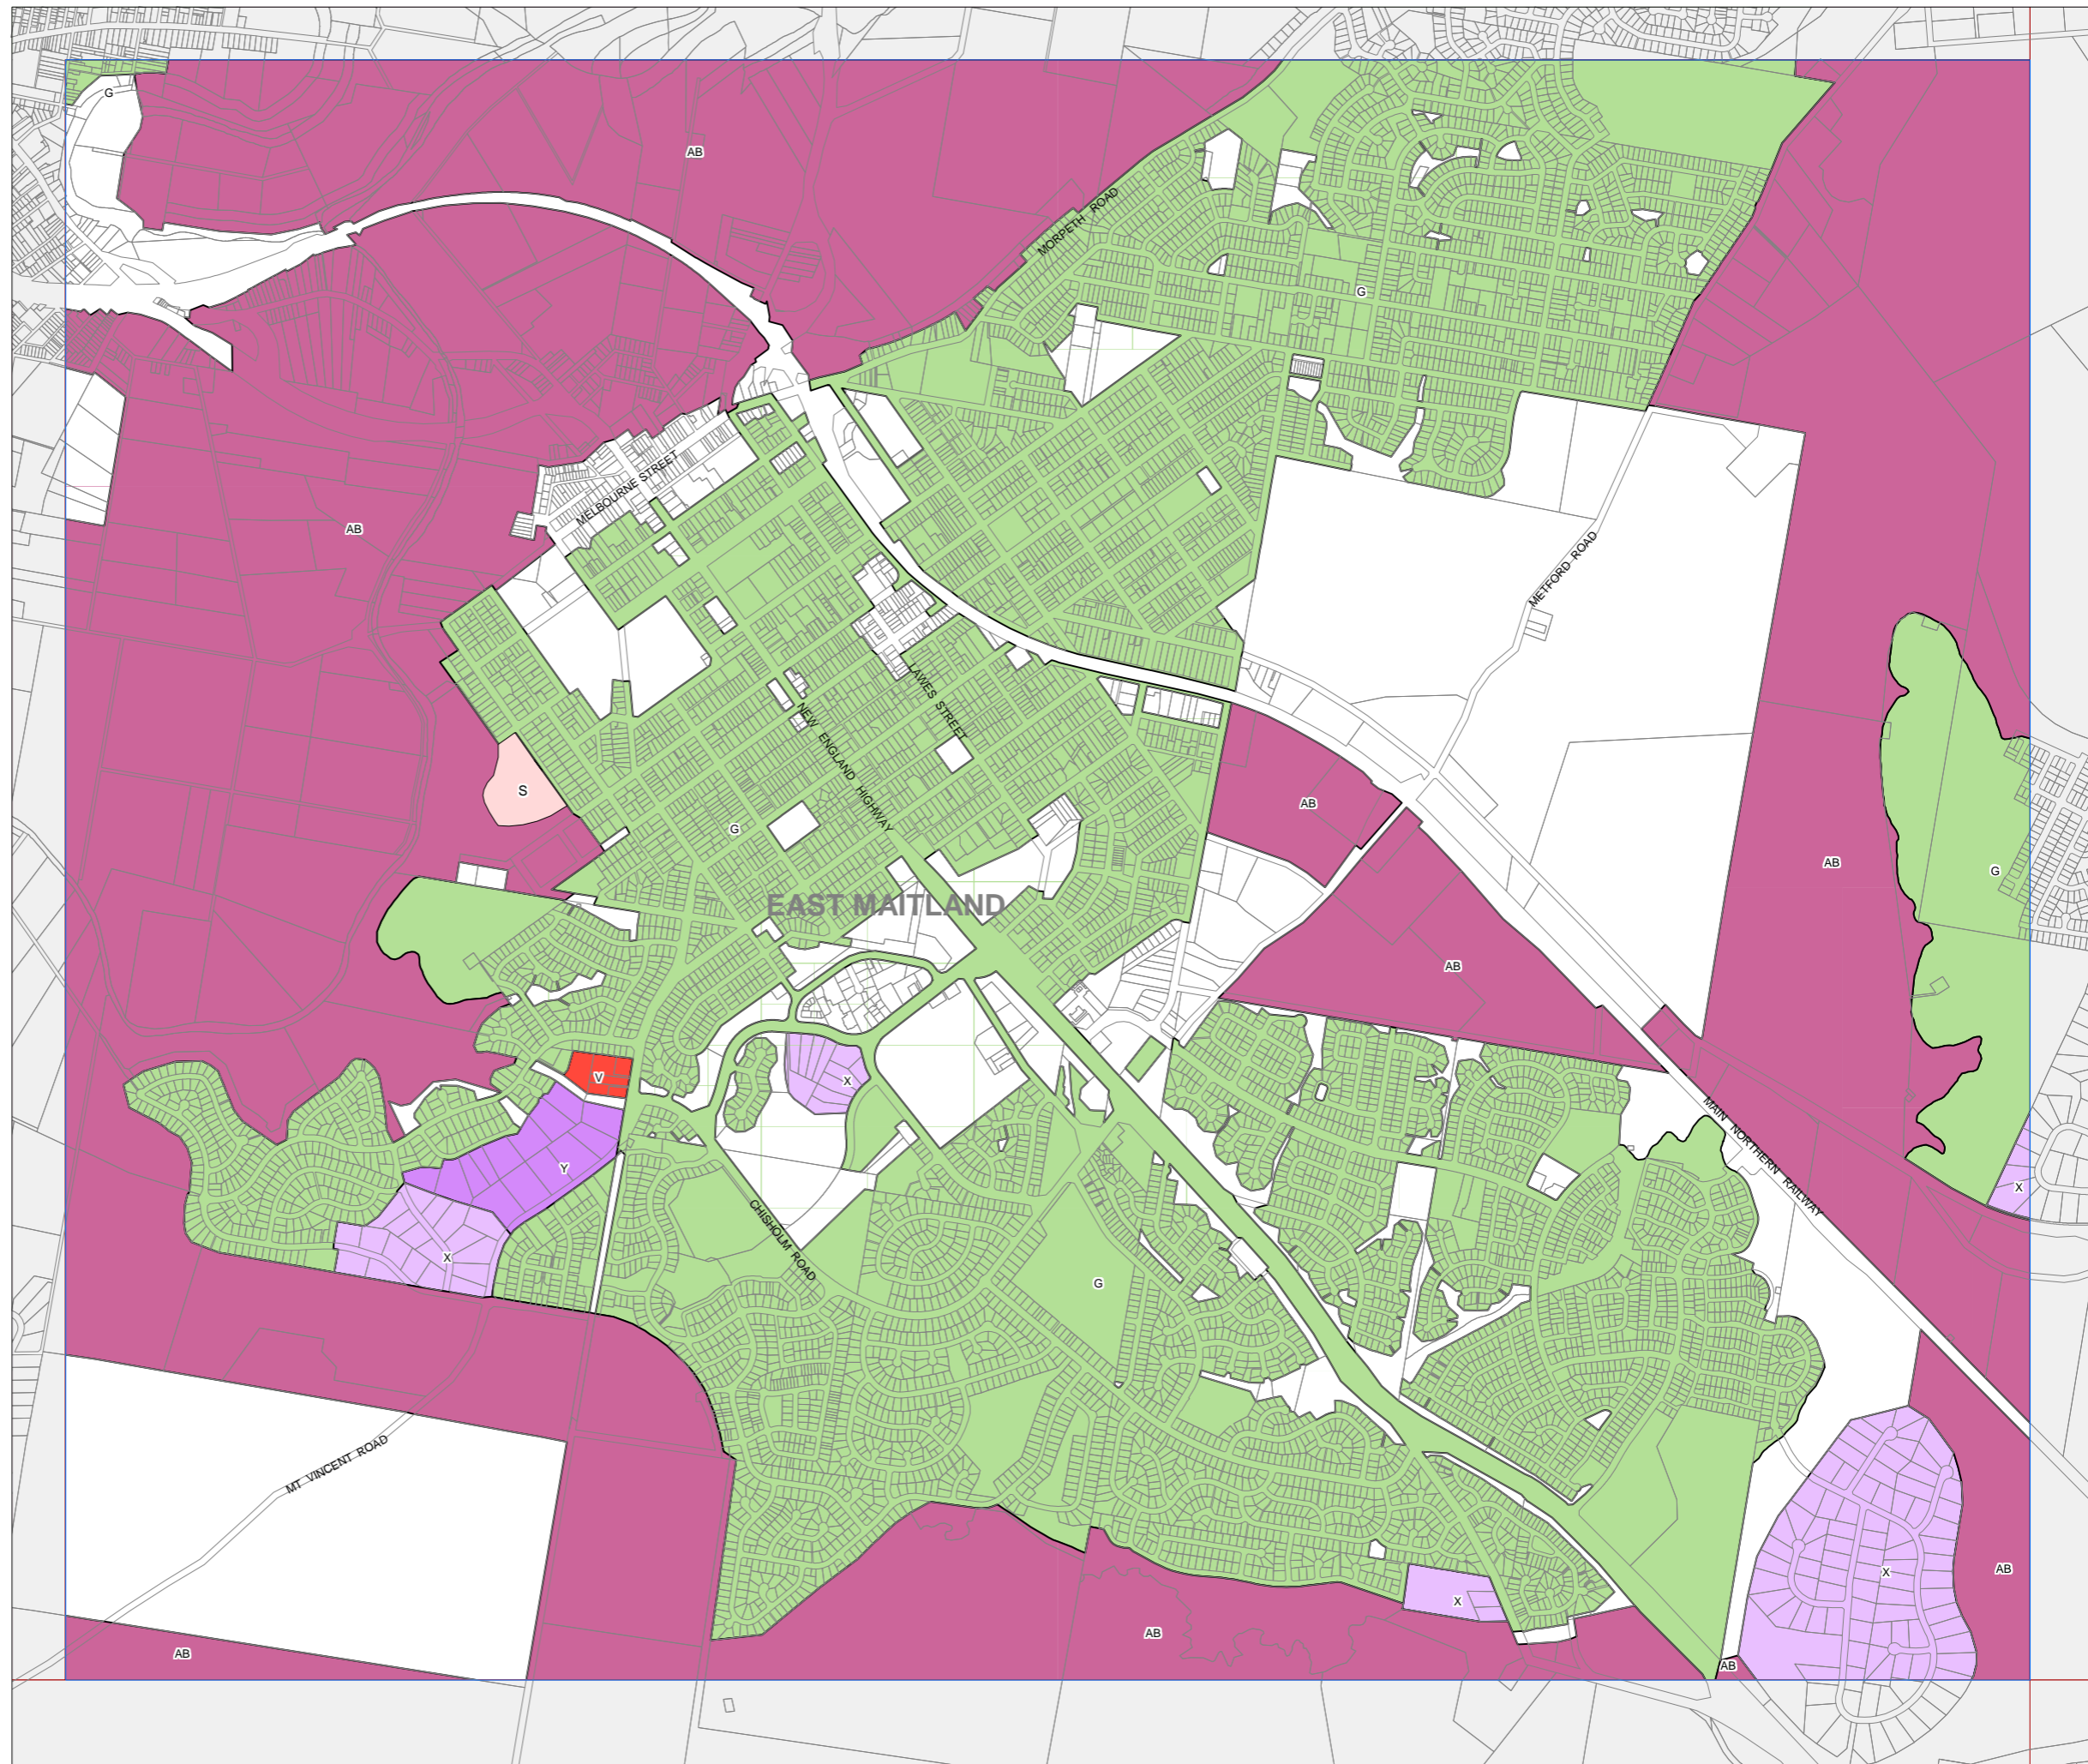 G
AB
MORPETH ROAD
G
MELBOURNE STREET
AB
METFORD ROAD
LAWES STREET
NEW ENGLAND HIGHWAY
S
AB
G
AB
G
EAST MAITLAND
AB
V
X
MAIN NORTHERN RAILWAY
Y
X
CHISHOLM ROAD
X
G
MT VINCENT ROAD
AB
X
X
AB
AB
AB